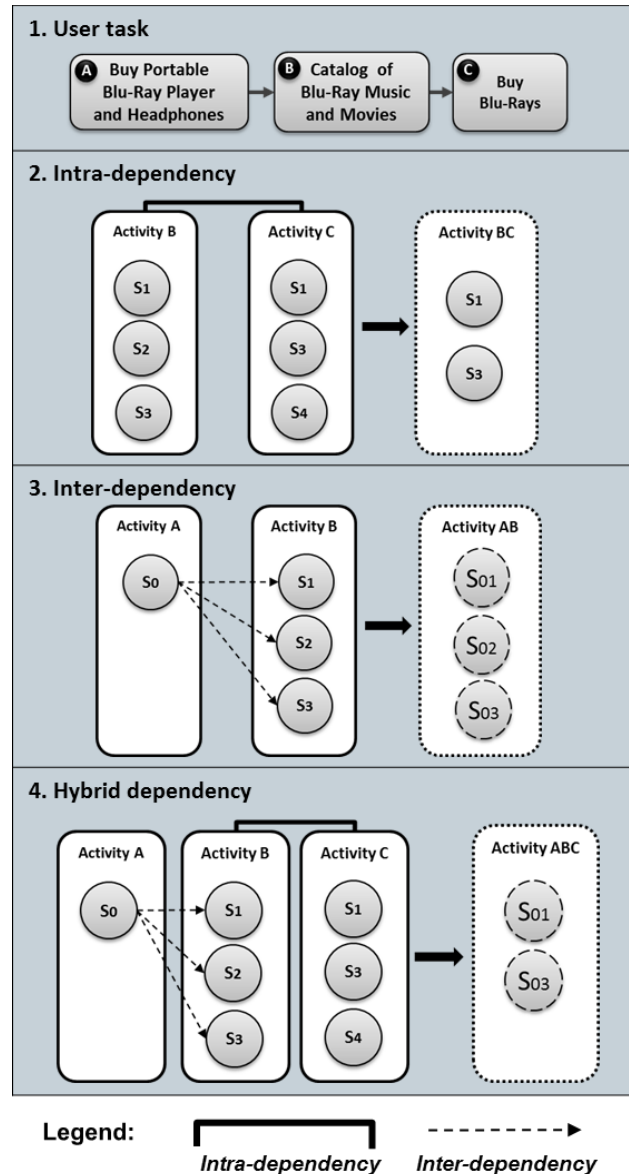 1. User task
A
Buy Portable
Blu-Ray Player
and Headphones
B
Catalog of
Blu-Ray Music
and Movies
C
Buy
Blu-Rays
2. Intra-dependency
Activity B
S1
S2
S3
Activity C
S1
S3
S4
Activity BC
S1
S3
3. Inter-dependency
Activity A
S0
Activity B
S1
S2
S3
Activity AB
S01
S02
S03
4. Hybrid dependency
Activity A
S0
Activity B
S1
S2
S3
Activity C
S1
S3
S4
Activity ABC
S01
S03
Legend:
Intra-dependency
Inter-dependency